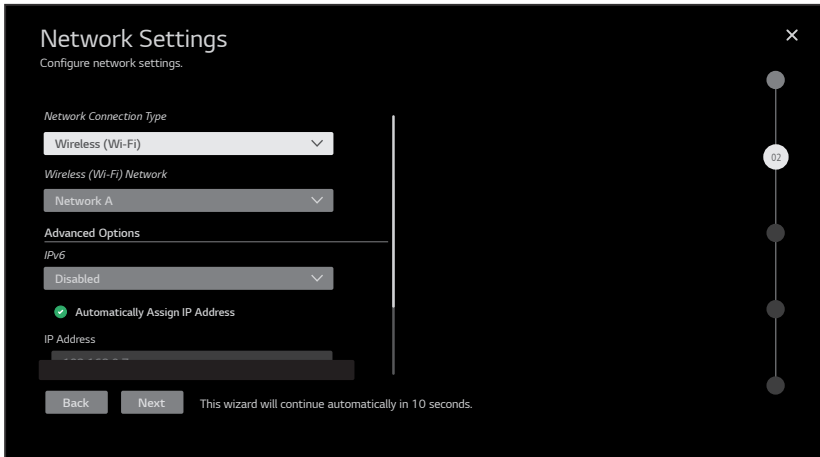 Network Settings
Configure network settings.
Network Connection Type
Wireless (Wi-Fi)
02
Wireless (Wi-Fi) Network
Network A
Advanced Options
IPv6
Disabled
Automatically Assign IP Address
IP Address
Back
Next
This wizard will continue automatically in 10 seconds.